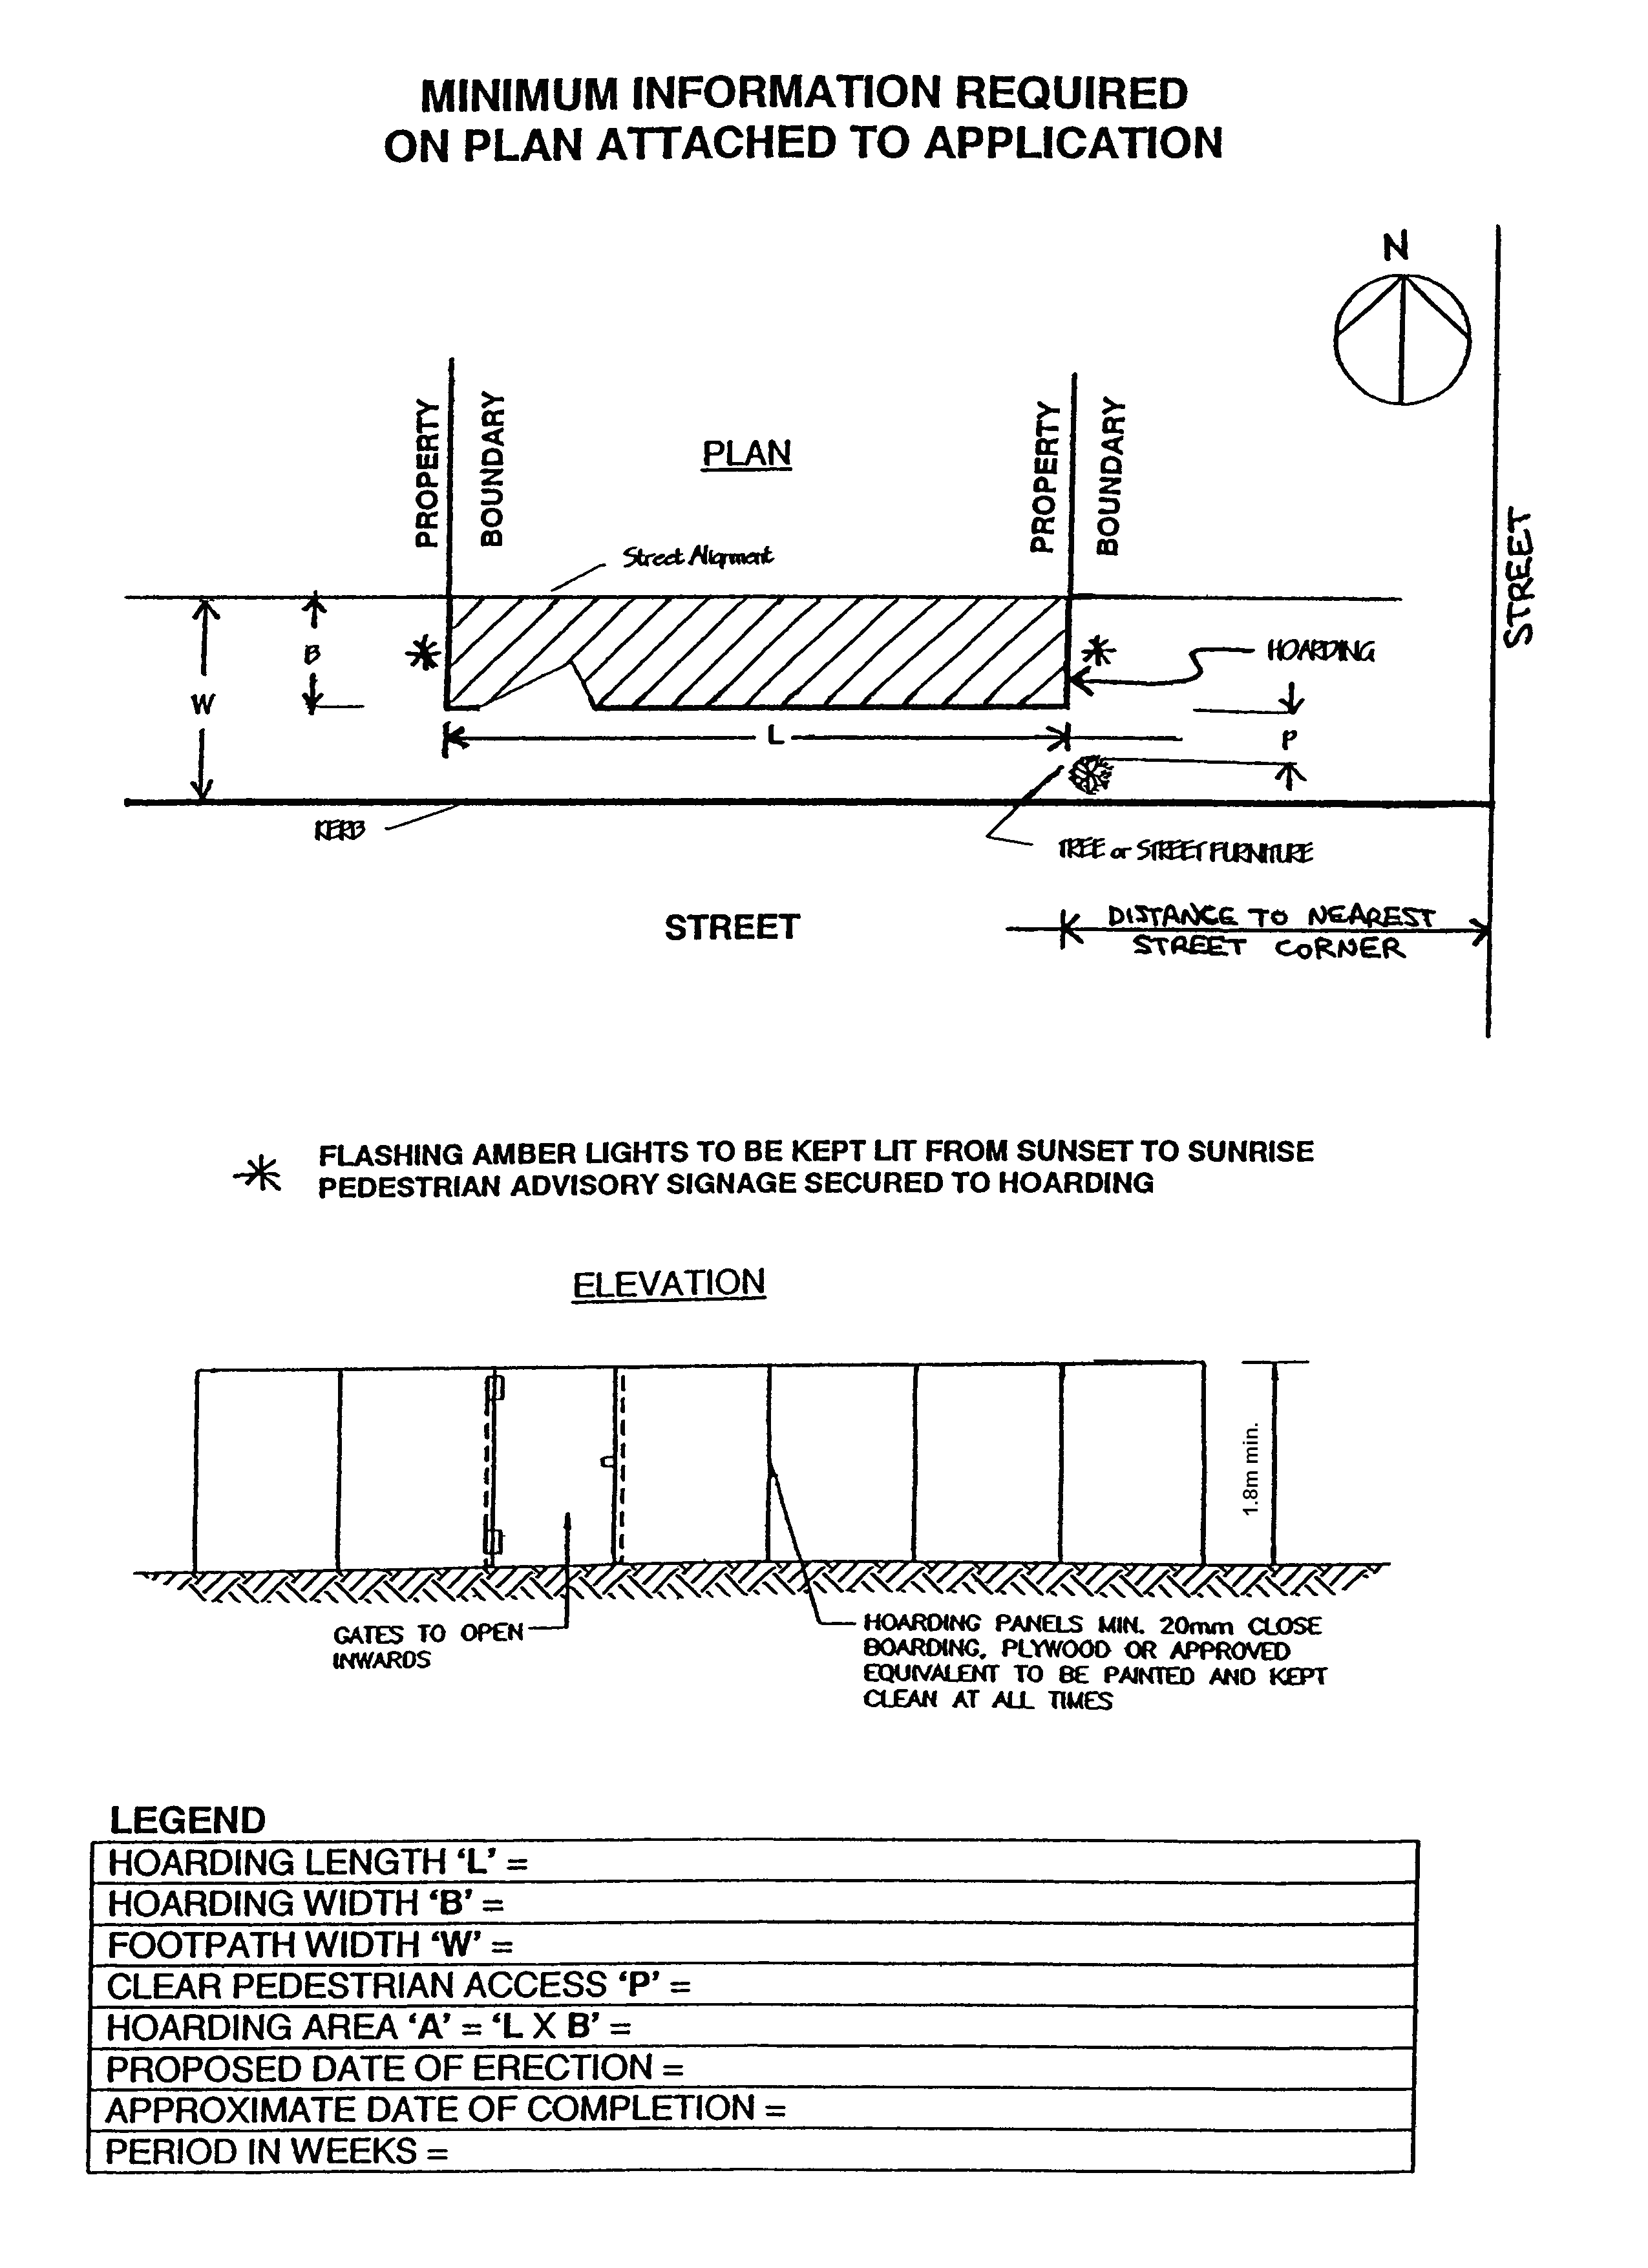 MINIMUM INFORMATION REQUIRED
ON PLAN ATTACHED TO APPLICATION
N
PROPERTY
BOUNDARY
PLAN
PROPERTY
BOUNDARY
STREET
Street Alignment
B
HOARDING
W
L
P
KERB
TREE or STREET FURNITURE
STREET
DISTANCE TO NEAREST
STREET CORNER
FLASHING AMBER LIGHTS TO BE KEPT LIT FROM SUNSET TO SUNRISE
PEDESTRIAN ADVISORY SIGNAGE SECURED TO HOARDING
ELEVATION
1.8m min.
GATES TO OPEN
INWARDS
HOARDING PANELS MIN. 20mm CLOSE
BOARDING, PLYWOOD OR APPROVED
EQUIVALENT TO BE PAINTED AND KEPT
CLEAN AT ALL TIMES
LEGEND
HOARDING LENGTH ‘L’ =
HOARDING WIDTH ‘B’ =
FOOTPATH WIDTH ‘W’ =
CLEAR PEDESTRIAN ACCESS ‘P’ =
HOARDING AREA ‘A’ = ‘L X B’ =
PROPOSED DATE OF ERECTION =
APPROXIMATE DATE OF COMPLETION =
PERIOD IN WEEKS =